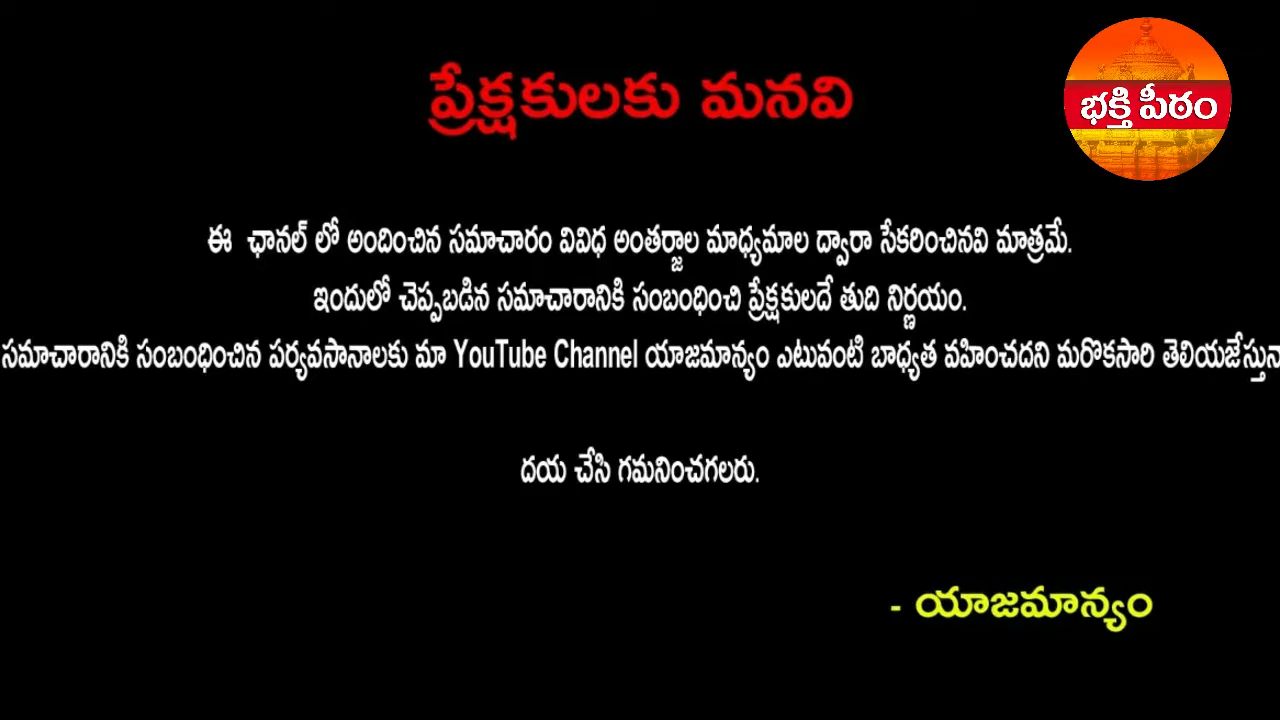 ప్రేక్షకులకు మనవి
భక్తి పీఠం
ఈ ఛానల్ లో అందించిన సమాచారం వివిధ అంతర్జాల మాధ్యమాల ద్వారా సేకరించినవి మాత్రమే.
ఇందులో చెప్పబడిన సమాచారానికి సంబంధించి ప్రేక్షకులదే తుది నిర్ణయం.
సమాచారానికి సంబంధించిన పర్యవసానాలకు మా YouTube Channel యాజమాన్యం ఎటువంటి బాధ్యత వహించదని మరొకసారి తెలియజేస్తున
దయ చేసి గమనించగలరు.
- యాజమాన్యం